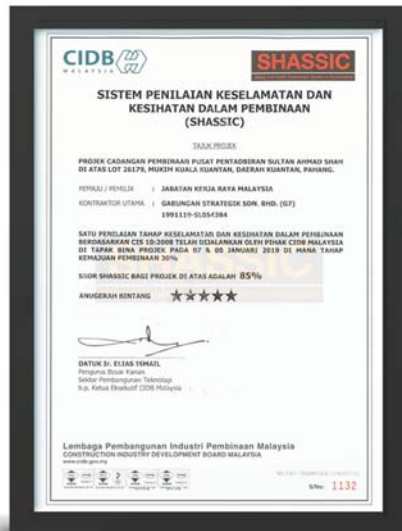 CIDB
MALAYSIA
SHASSIC
SISTEM PENILAIAN KESELAMATAN DAN
KESIHATAN DALAM PEMBINAAN
(SHASSIC)
TAJUK PROJEK
PROJEK CADANGAN PEMBINAAN PUSAT PENTADBIRAN SULTAN AHMAD SHAH
DI ATAS LOT 26179, MUKIM KUALA KUANTAN, DAERAH KUANTAN, PAHANG.
PEMAJU / PEMILIK : JABATAN KERJA RAYA MALAYSIA
KONTRAKTOR UTAMA : GABUNGAN STRATEGIK SDN. BHD. (G7)
1991119-SL054384
SATU PENILAIAN TAHAP KESELAMATAN DAN KESIHATAN DALAM PEMBINAAN
BERDASARKAN CIS 10:2008 TELAH DIJALANKAN OLEH PIHAK CIDB MALAYSIA
DI TAPAK BINA PROJEK PADA 07 & 08 JANUARI 2019 DI MANA TAHAP
KEMAJUAN PEMBINAAN 30%
SKOR SHASSIC BAGI PROJEK DI ATAS ADALAH 85%
ANUGERAH BINTANG ★★★★★
DATUK Ir. ELIAS ISMAIL
Pengurus Besar Kanan
Sektor Pembangunan Teknologi
b.p. Ketua Eksekutif CIDB Malaysia
Lembaga Pembangunan Industri Pembinaan Malaysia
CONSTRUCTION INDUSTRY DEVELOPMENT BOARD MALAYSIA
www.cidb.gov.my
S/No: 1132